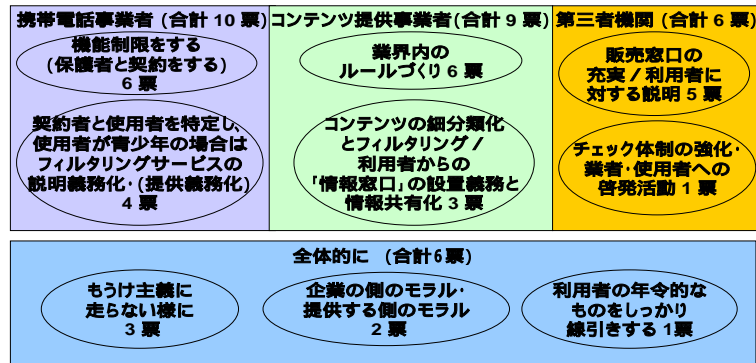 携帯電話事業者 (合計 10 票)
機能制限をする
(保護者と契約をする)
6 票
契約者と使用者を特定し、
使用者が青少年の場合は
フィルタリングサービスの
説明義務化・(提供義務化)
4 票
コンテンツ提供事業者(合計 9 票)
業界内の
ルールづくり 6 票
コンテンツの細分類化
とフィルタリング /
利用者からの
「情報窓口」の設置義務と
情報共有化 3 票
第三者機関 (合計 6 票)
販売窓口の
充実 / 利用者に
対する説明 5 票
チェック体制の強化・
業者・使用者への
啓発活動 1 票
全体的に (合計6票)
もうけ主義に
走らない様に
3 票
企業の側のモラル・
提供する側のモラル
2 票
利用者の年令的な
ものをしっかり
線引きする 1票